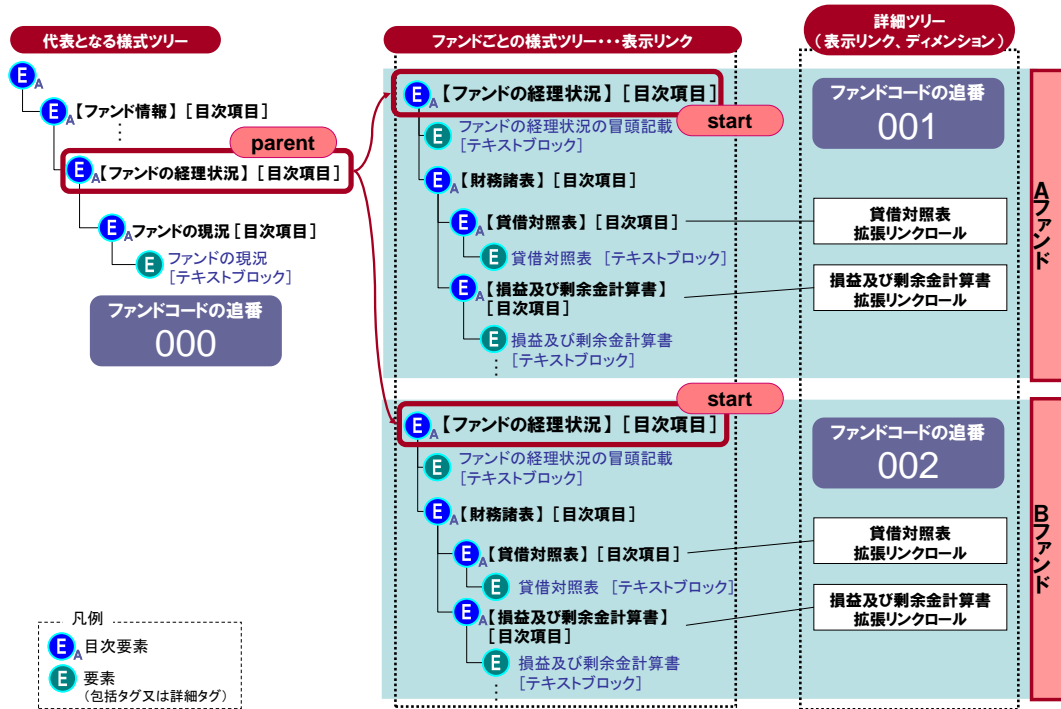 代表となる様式ツリー
E
A
E
A
【ファンド情報】［目次項目］
⋮
parent
E
A
【ファンドの経理状況】［目次項目］
E
A
ファンドの現況［目次項目］
E
ファンドの現況
［テキストブロック］
ファンドコードの追番
000
凡例
E
A
目次要素
E
要素
（包括タグ又は詳細タグ）
ファンドごとの様式ツリー・・・表示リンク
E
A
【ファンドの経理状況】［目次項目］
start
E
ファンドの経理状況の冒頭記載
［テキストブロック］
E
A
【財務諸表】［目次項目］
E
A
【貸借対照表】［目次項目］
E
貸借対照表 ［テキストブロック］
E
A
【損益及び剰余金計算書】
［目次項目］
E
損益及び剰余金計算書
［テキストブロック］
⋮
start
E
A
【ファンドの経理状況】［目次項目］
E
ファンドの経理状況の冒頭記載
［テキストブロック］
E
A
【財務諸表】［目次項目］
E
A
【貸借対照表】［目次項目］
E
貸借対照表 ［テキストブロック］
E
A
【損益及び剰余金計算書】
［目次項目］
E
損益及び剰余金計算書
［テキストブロック］
⋮
詳細ツリー
（表示リンク、ディメンション）
ファンドコードの追番
001
貸借対照表
拡張リンクロール
損益及び剰余金計算書
拡張リンクロール
Aファンド
ファンドコードの追番
002
貸借対照表
拡張リンクロール
損益及び剰余金計算書
拡張リンクロール
Bファンド